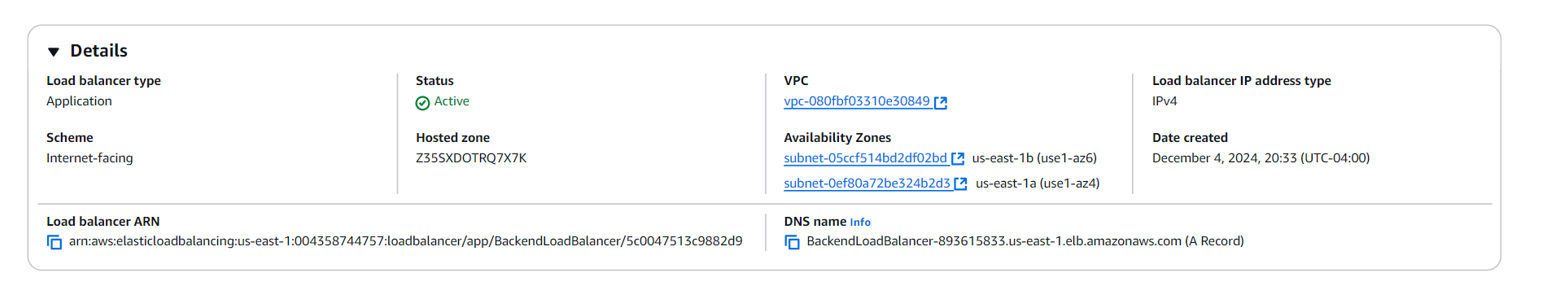 Details
Load balancer type
Application
Status
Active
VPC
vpc-080fbf03310e30849
Load balancer IP address type
IPv4
Scheme
Internet-facing
Hosted zone
Z35SXDOTRQ7X7K
Availability Zones
subnet-05ccf514bd2df02bd us-east-1b (use1-az6)
subnet-0ef80a72be324b2d3 us-east-1a (use1-az4)
Date created
December 4, 2024, 20:33 (UTC-04:00)
Load balancer ARN
arn:aws:elasticloadbalancing:us-east-1:004358744757:loadbalancer/app/BackendLoadBalancer/5c0047513c9882d9
DNS name Info
BackendLoadBalancer-893615833.us-east-1.elb.amazonaws.com (A Record)